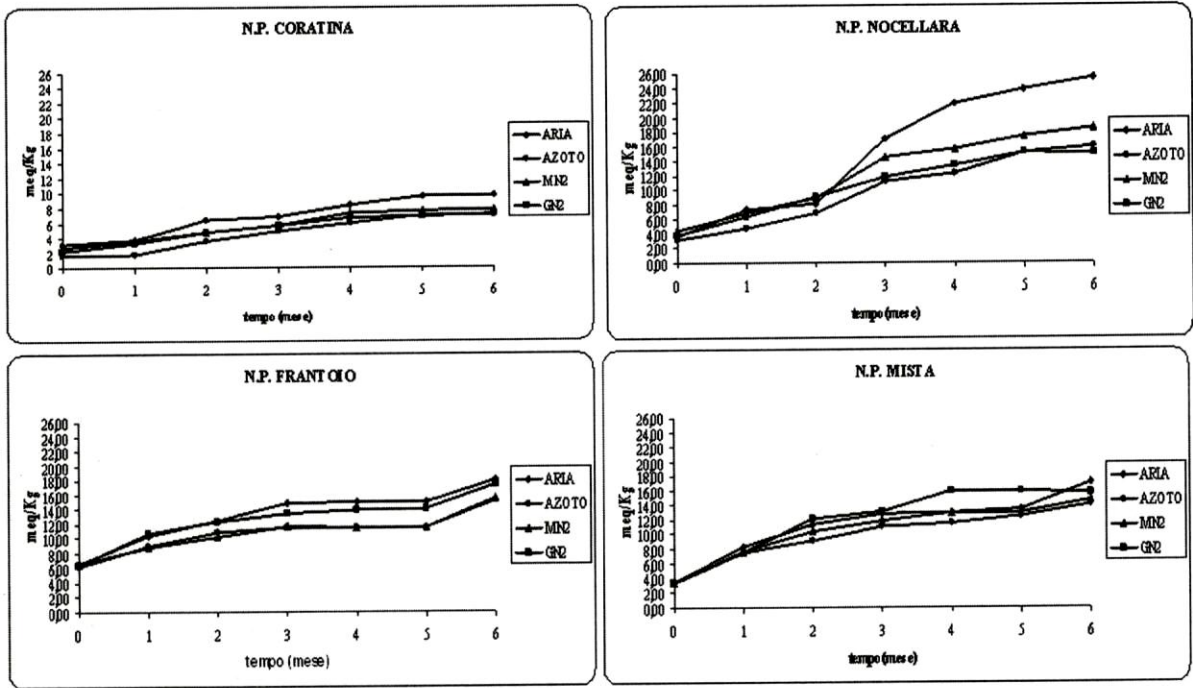 N.P. CORATINA
meq/Kg
26
24
22
20
18
16
14
12
10
8
6
4
2
0
0 1 2 3 4 5 6
tempo (mese)
ARIA
AZOTO
MN2
GN2
N.P. NOCELLARA
meq/Kg
26,00
24,00
22,00
20,00
18,00
16,00
14,00
12,00
10,00
8,00
6,00
4,00
2,00
0,00
0 1 2 3 4 5 6
tempo (mese)
ARIA
AZOTO
MN2
GN2
N.P. FRANTOIO
meq/Kg
26,00
24,00
22,00
20,00
18,00
16,00
14,00
12,00
10,00
8,00
6,00
4,00
2,00
0,00
0 1 2 3 4 5 6
tempo (mese)
ARIA
AZOTO
MN2
GN2
N.P. MISTA
meq/Kg
26,00
24,00
22,00
20,00
18,00
16,00
14,00
12,00
10,00
8,00
6,00
4,00
2,00
0,00
0 1 2 3 4 5 6
tempo (mese)
ARIA
AZOTO
MN2
GN2